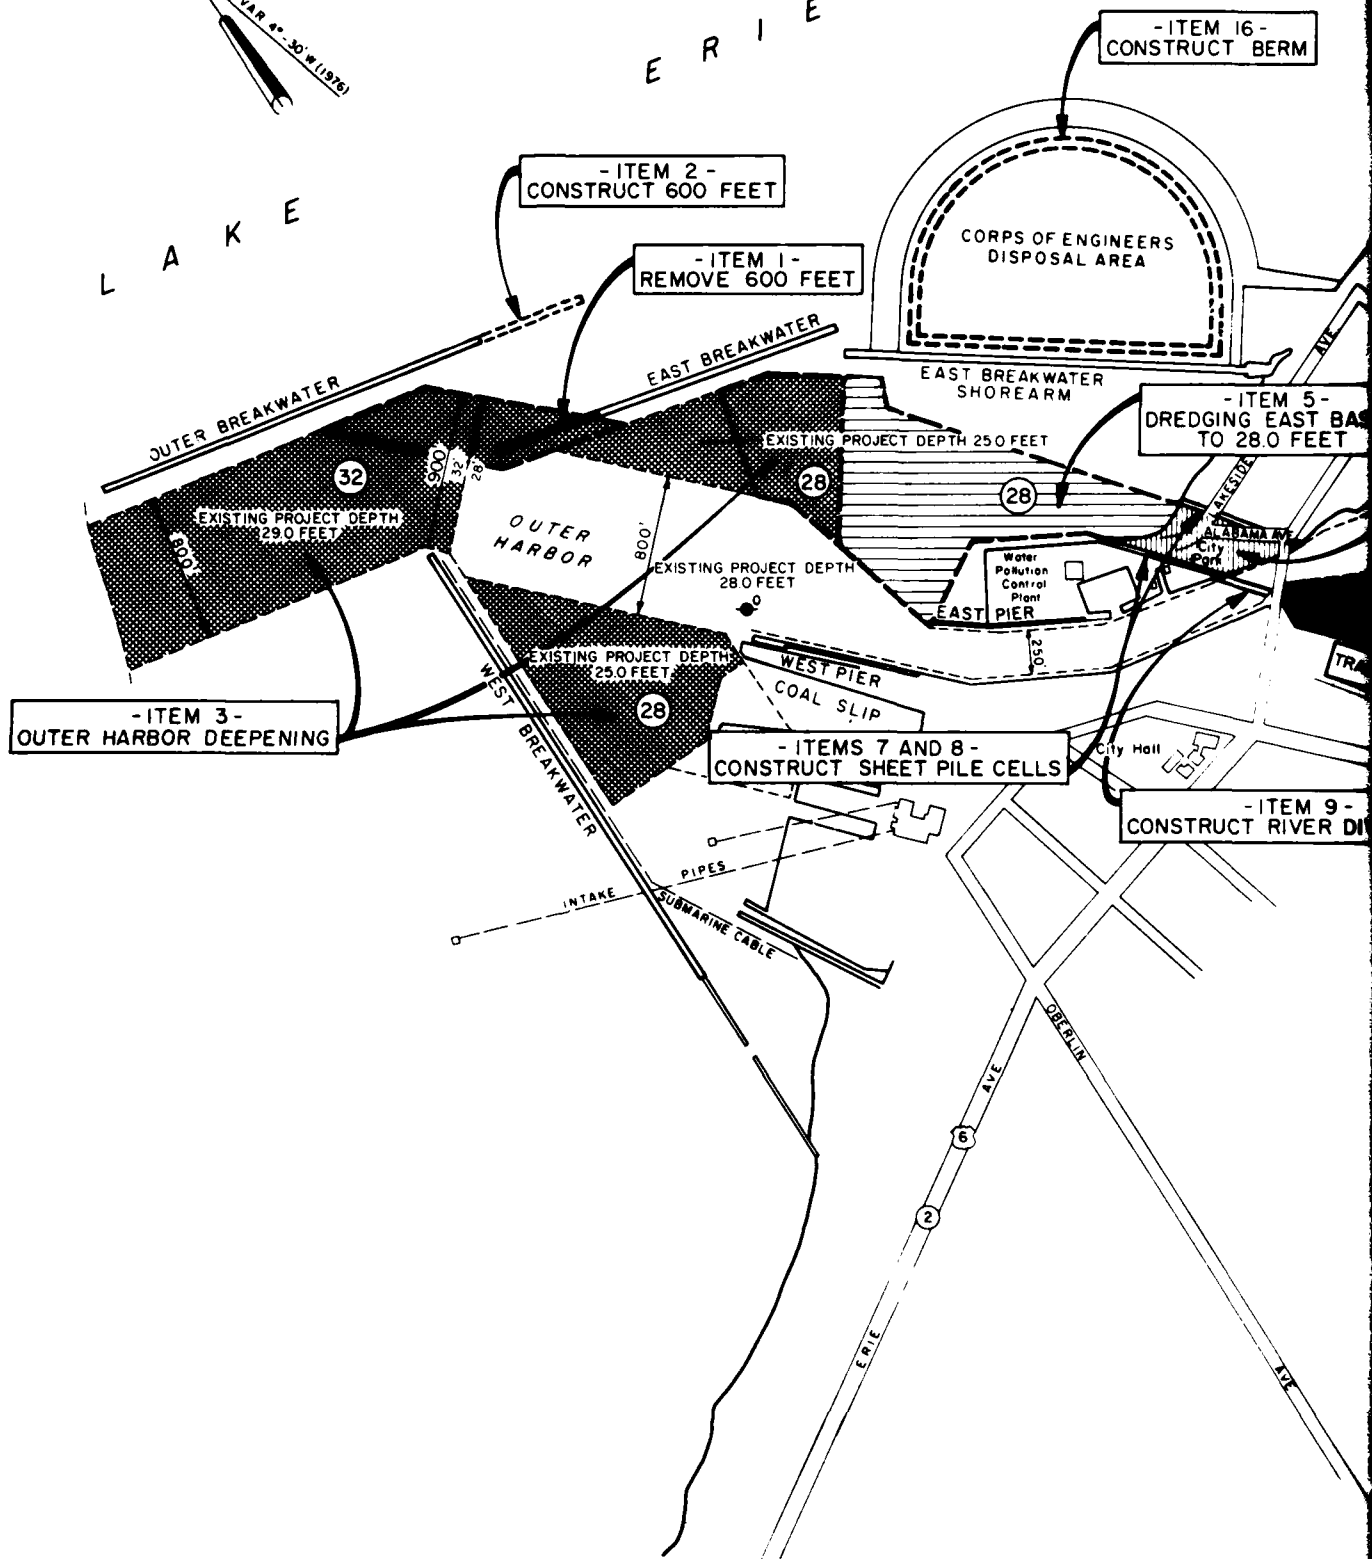 VAR 4° - 30' W (1976)
LAKE ERIE
- ITEM 16 -
CONSTRUCT BERM
- ITEM 2 -
CONSTRUCT 600 FEET
- ITEM 1 -
REMOVE 600 FEET
CORPS OF ENGINEERS
DISPOSAL AREA
OUTER BREAKWATER
EAST BREAKWATER
EAST BREAKWATER
SHOREARM
AVE
LAKESIDE
- ITEM 5 -
DREDGING EAST BAS
TO 28.0 FEET
EXISTING PROJECT DEPTH 25.0 FEET
32
900'
32'
28'
28
28
EXISTING PROJECT DEPTH
29.0 FEET
800'
OUTER
HARBOR
800'
EXISTING PROJECT DEPTH
28.0 FEET
ALABAMA AVE
City
Park
Water
Pollution
Control
Plant
EAST PIER
250'
WEST PIER
COAL SLIP
TRA
EXISTING PROJECT DEPTH
25.0 FEET
28
WEST BREAKWATER
- ITEM 3 -
OUTER HARBOR DEEPENING
- ITEMS 7 AND 8 -
CONSTRUCT SHEET PILE CELLS
City Hall
- ITEM 9 -
CONSTRUCT RIVER DI
INTAKE PIPES
SUBMARINE CABLE
OBERLIN AVE
ERIE AVE
6
2